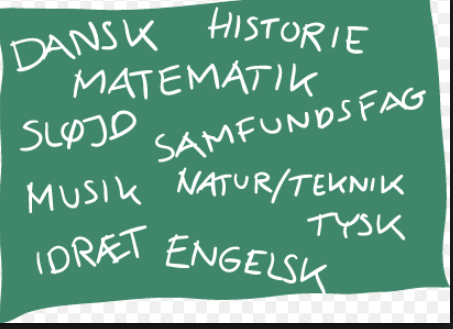 DANSK HISTORIE
MATEMATIK
SLØJD SAMFUNDSFAG
MUSIK NATUR/TEKNIK
TYSK
IDRÆT ENGELSK